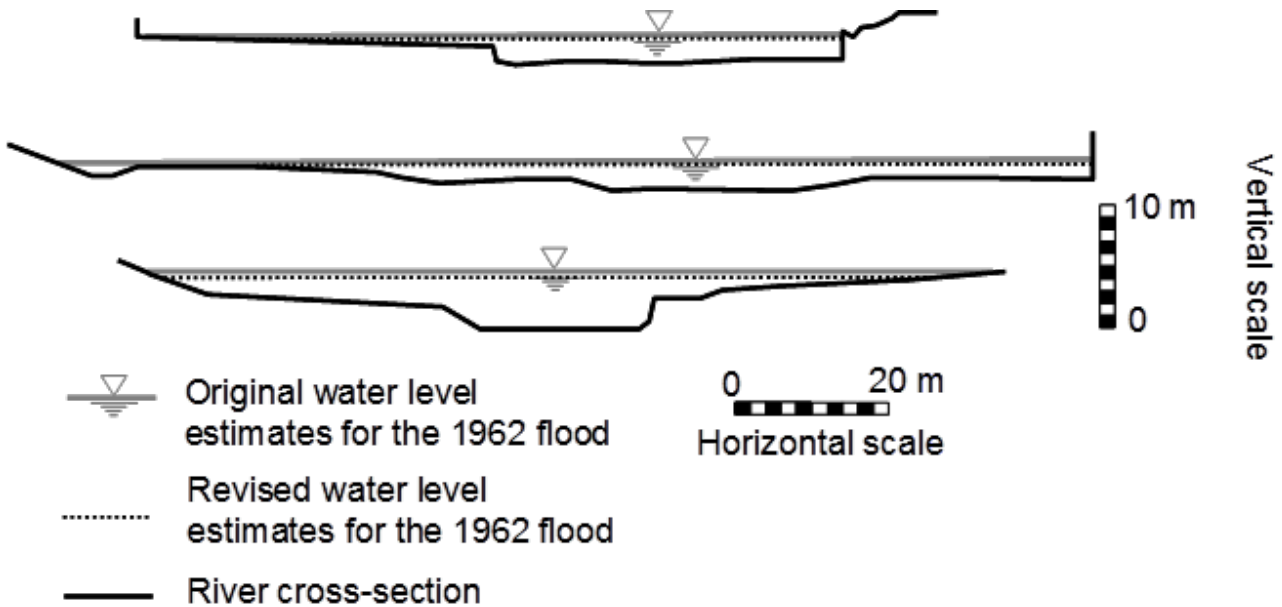 10 m
0
Vertical scale
0 20 m
Horizontal scale
Original water level
estimates for the 1962 flood
Revised water level
estimates for the 1962 flood
River cross-section